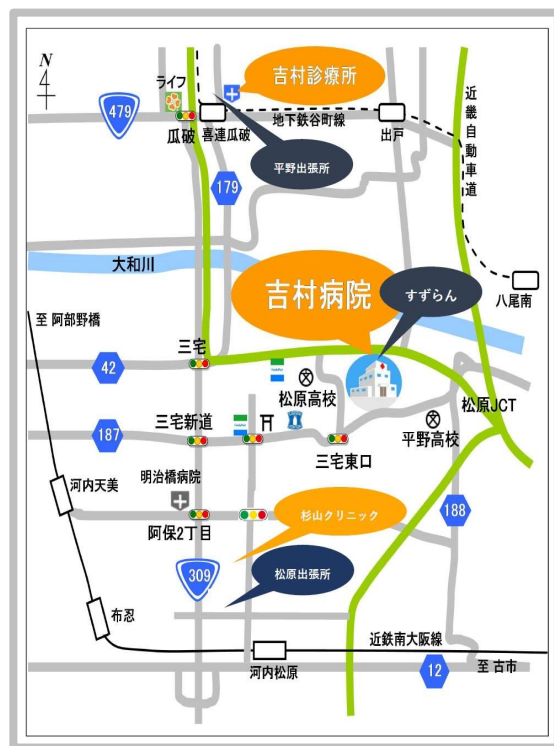 N
ライフ
吉村診療所
479
瓜破
喜連瓜破
地下鉄谷町線
出戸
近畿自動車道
平野出張所
179
大和川
吉村病院
すずらん
八尾南
至 阿部野橋
三宅
42
松原高校
松原JCT
三宅新道
187
三宅東口
平野高校
明治橋病院
河内天美
阿保2丁目
杉山クリニック
188
309
松原出張所
布忍
近鉄南大阪線
河内松原
12
至 古市